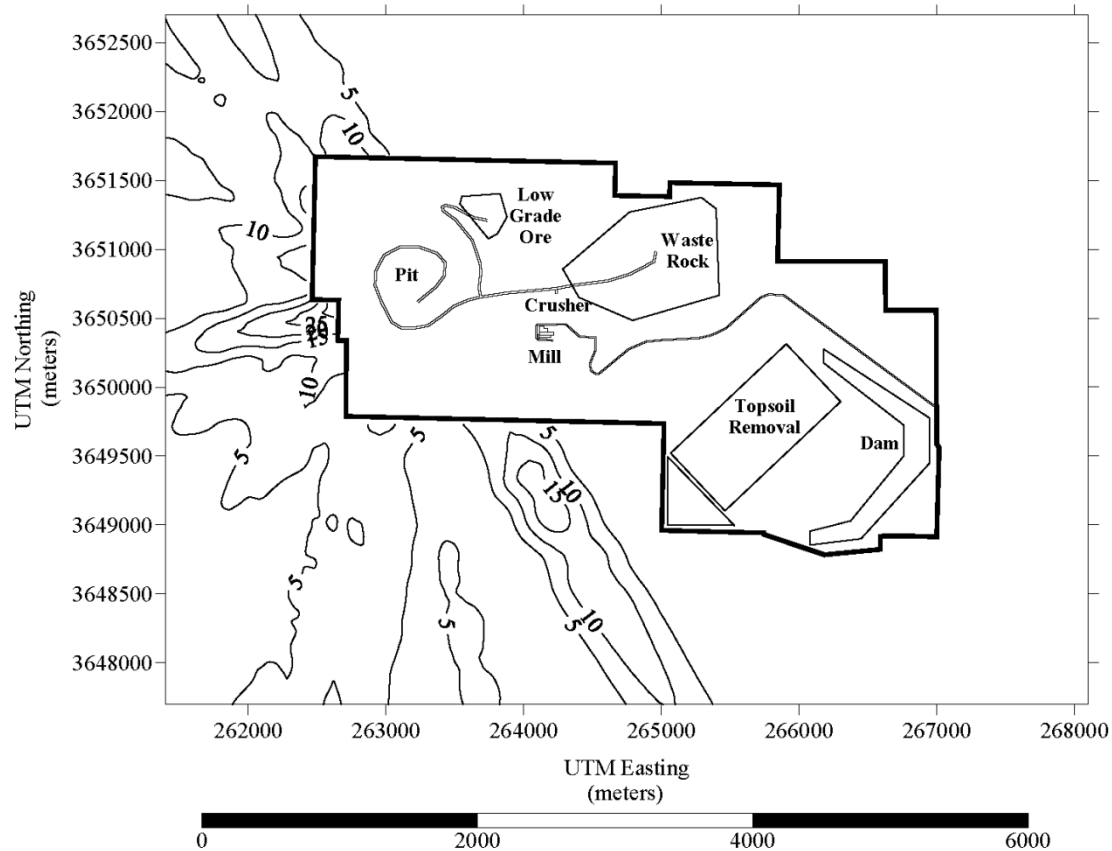 3652500
3652000
3651500
3651000
3650500
3650000
3649500
3649000
3648500
3648000
UTM Northing
(meters)
5
10
10
Low
Grade
Ore
Waste
Rock
Pit
Crusher
Mill
25
15
10
Topsoil
Removal
Dam
5
5
5
10
15
5
5
5
10
262000
263000
264000
265000
266000
267000
268000
UTM Easting
(meters)
0
2000
4000
6000